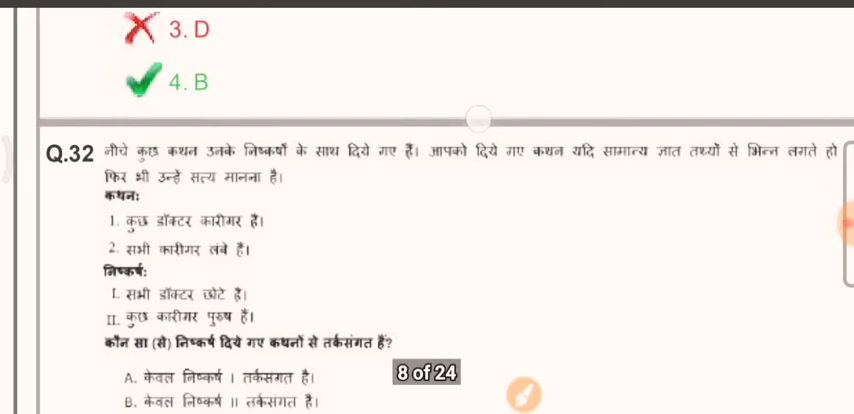 3. D
4. B
Q.32 नीचे कुछ कथन उनके निष्कर्षों के साथ दिये गए हैं। आपको दिये गए कथन यदि सामान्य ज्ञात तथ्यों से भिन्न लगते हो
फिर भी उन्हें सत्य मानना है।
कथन:
1. कुछ डॉक्टर कारीगर हैं।
2. सभी कारीगर लंबे हैं।
निष्कर्ष:
I. सभी डॉक्टर छोटे हैं।
II. कुछ कारीगर पुरुष हैं।
कौन सा (से) निष्कर्ष दिये गए कथनों से तर्कसंगत हैं?
A. केवल निष्कर्ष I तर्कसंगत है।
8 of 24
B. केवल निष्कर्ष II तर्कसंगत है।